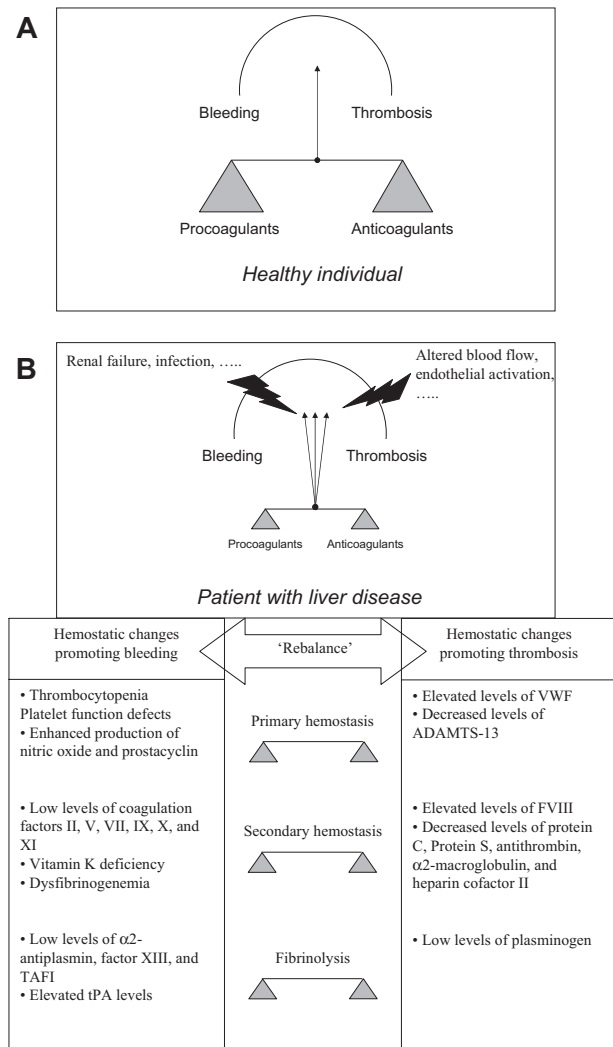 A
Bleeding
Thrombosis
Procoagulants
Anticoagulants
Healthy individual
B
Renal failure, infection, …..
Altered blood flow,
endothelial activation,
…..
Bleeding
Thrombosis
Procoagulants
Anticoagulants
Patient with liver disease
Hemostatic changes
promoting bleeding
'Rebalance'
Hemostatic changes
promoting thrombosis
• Thrombocytopenia
Platelet function defects
• Enhanced production of
nitric oxide and prostacyclin
Primary hemostasis
• Elevated levels of VWF
• Decreased levels of
ADAMTS-13
• Low levels of coagulation
factors II, V, VII, IX, X, and
XI
• Vitamin K deficiency
• Dysfibrinogenemia
Secondary hemostasis
• Elevated levels of FVIII
• Decreased levels of protein
C, Protein S, antithrombin,
α2-macroglobulin, and
heparin cofactor II
• Low levels of α2-
antiplasmin, factor XIII, and
TAFI
• Elevated tPA levels
Fibrinolysis
• Low levels of plasminogen